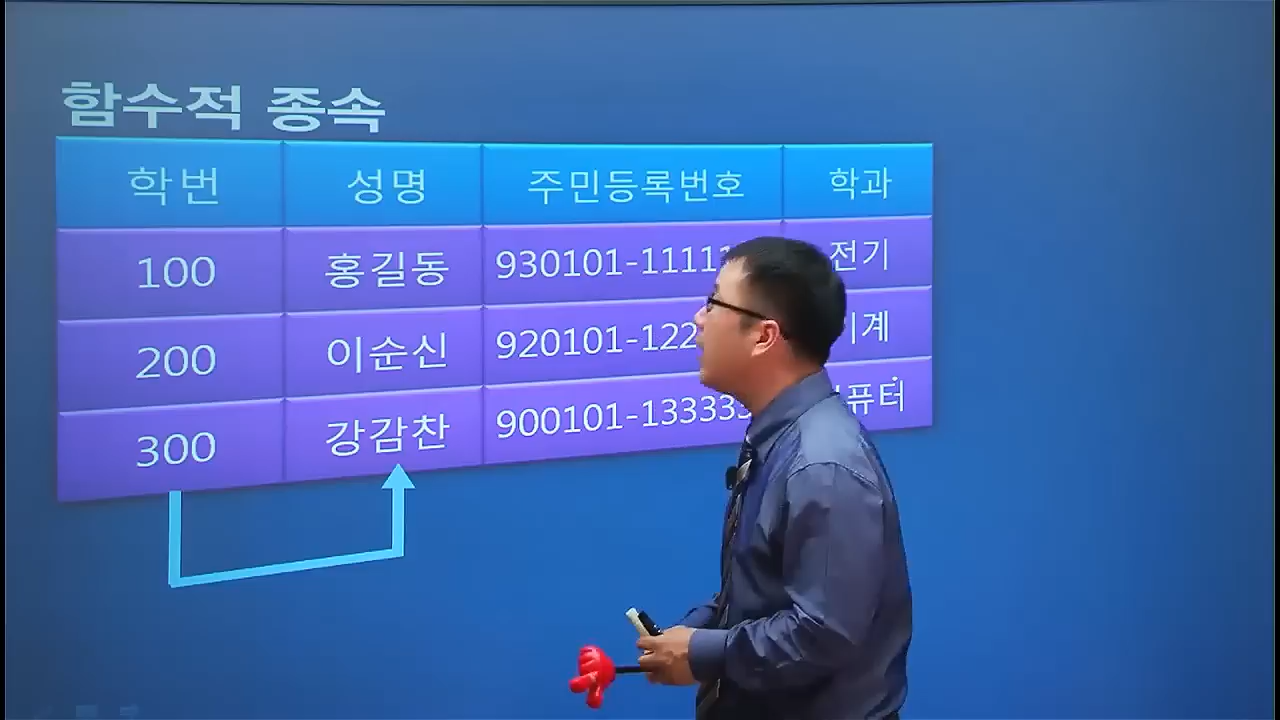 함수적 종속
학번 성명 주민등록번호 학과
100 홍길동 930101-1111 전기
200 이순신 920101-122
300 강감찬 900101-13333